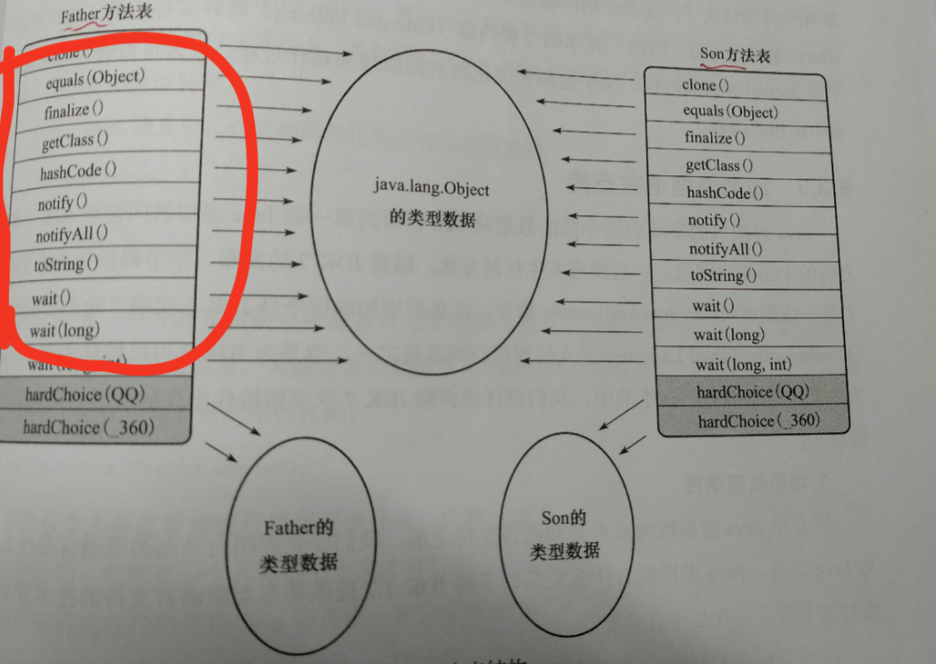 Father方法表
clone()
equals(Object)
finalize()
getClass()
hashCode()
notify()
notifyAll()
toString()
wait()
wait(long)
wait(long, int)
hardChoice(QQ)
hardChoice(_360)
java.lang.Object
的类型数据
Son方法表
clone()
equals(Object)
finalize()
getClass()
hashCode()
notify()
notifyAll()
toString()
wait()
wait(long)
wait(long, int)
hardChoice(QQ)
hardChoice(_360)
Father的
类型数据
Son的
类型数据